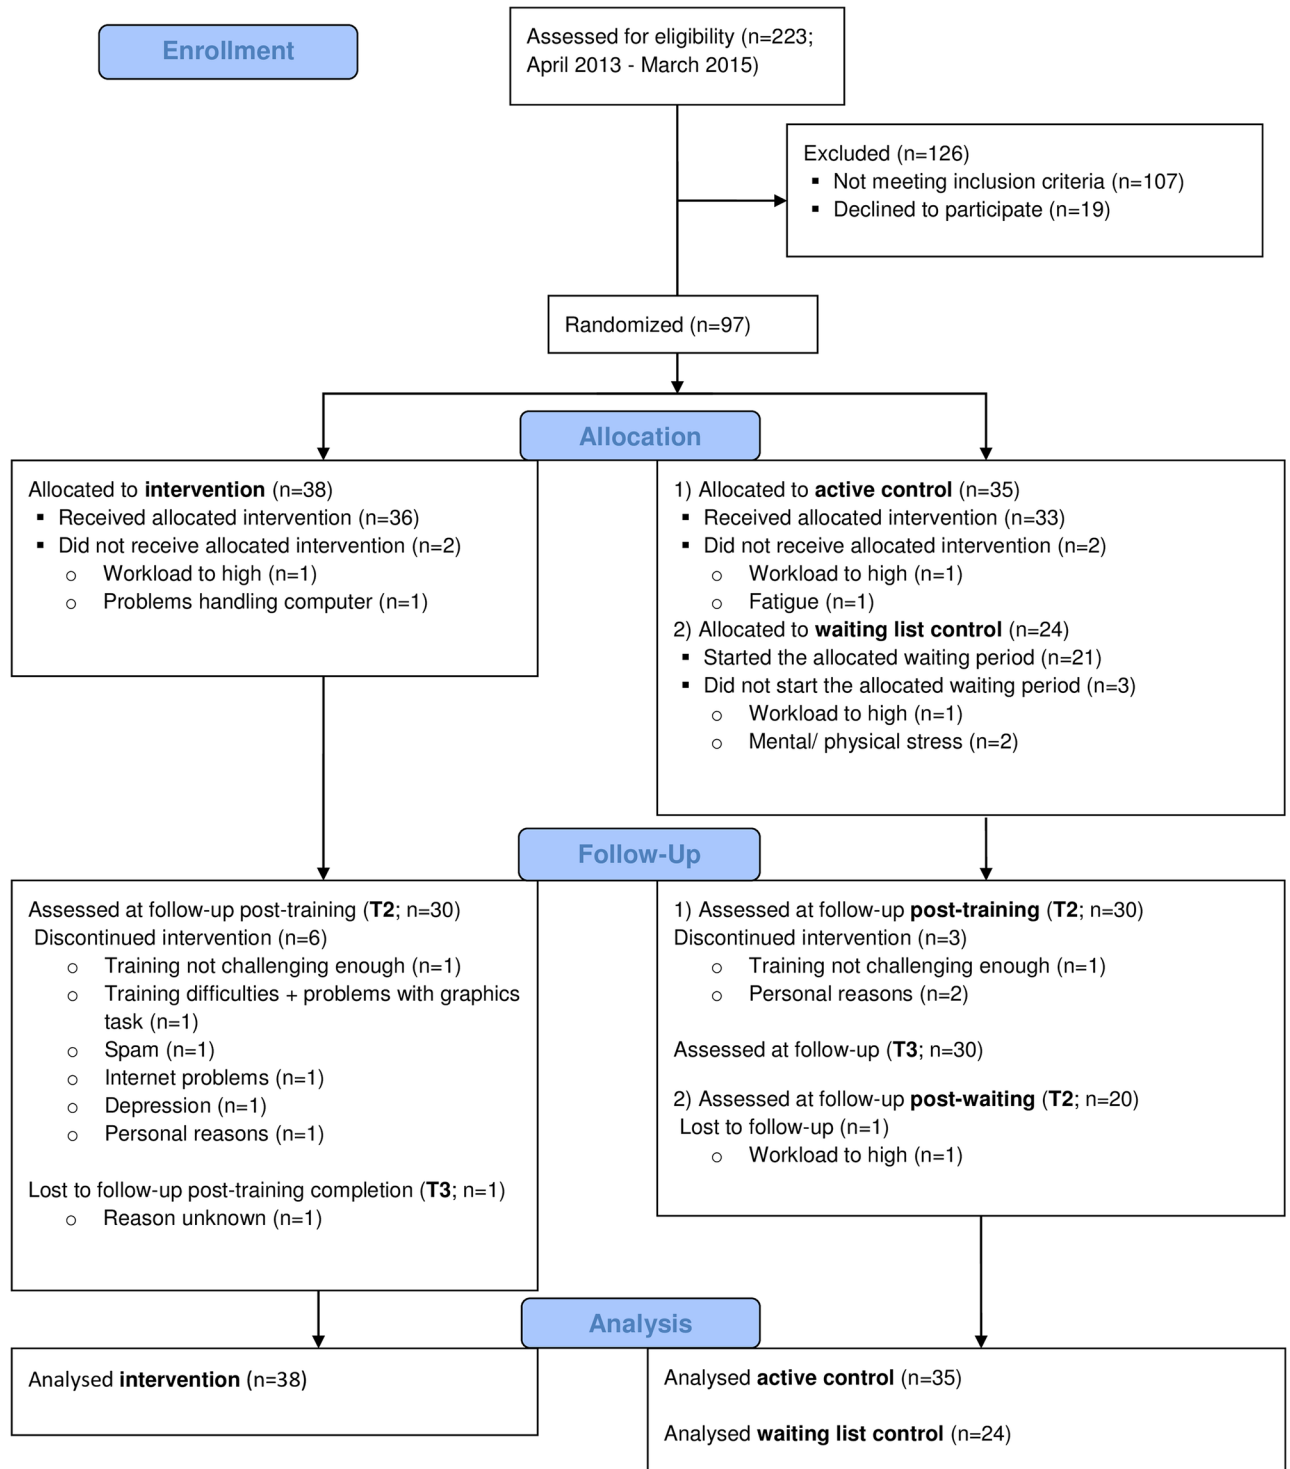 Enrollment
Assessed for eligibility (n=223;
April 2013 - March 2015)
Excluded (n=126)
▪ Not meeting inclusion criteria (n=107)
▪ Declined to participate (n=19)
Randomized (n=97)
Allocation
Allocated to intervention (n=38)
▪ Received allocated intervention (n=36)
▪ Did not receive allocated intervention (n=2)
o Workload to high (n=1)
o Problems handling computer (n=1)
1) Allocated to active control (n=35)
▪ Received allocated intervention (n=33)
▪ Did not receive allocated intervention (n=2)
o Workload to high (n=1)
o Fatigue (n=1)
2) Allocated to waiting list control (n=24)
▪ Started the allocated waiting period (n=21)
▪ Did not start the allocated waiting period (n=3)
o Workload to high (n=1)
o Mental/ physical stress (n=2)
Follow-Up
Assessed at follow-up post-training (T2; n=30)
Discontinued intervention (n=6)
o Training not challenging enough (n=1)
o Training difficulties + problems with graphics
task (n=1)
o Spam (n=1)
o Internet problems (n=1)
o Depression (n=1)
o Personal reasons (n=1)
Lost to follow-up post-training completion (T3; n=1)
o Reason unknown (n=1)
1) Assessed at follow-up post-training (T2; n=30)
Discontinued intervention (n=3)
o Training not challenging enough (n=1)
o Personal reasons (n=2)
Assessed at follow-up (T3; n=30)
2) Assessed at follow-up post-waiting (T2; n=20)
Lost to follow-up (n=1)
o Workload to high (n=1)
Analysis
Analysed intervention (n=38)
Analysed active control (n=35)
Analysed waiting list control (n=24)